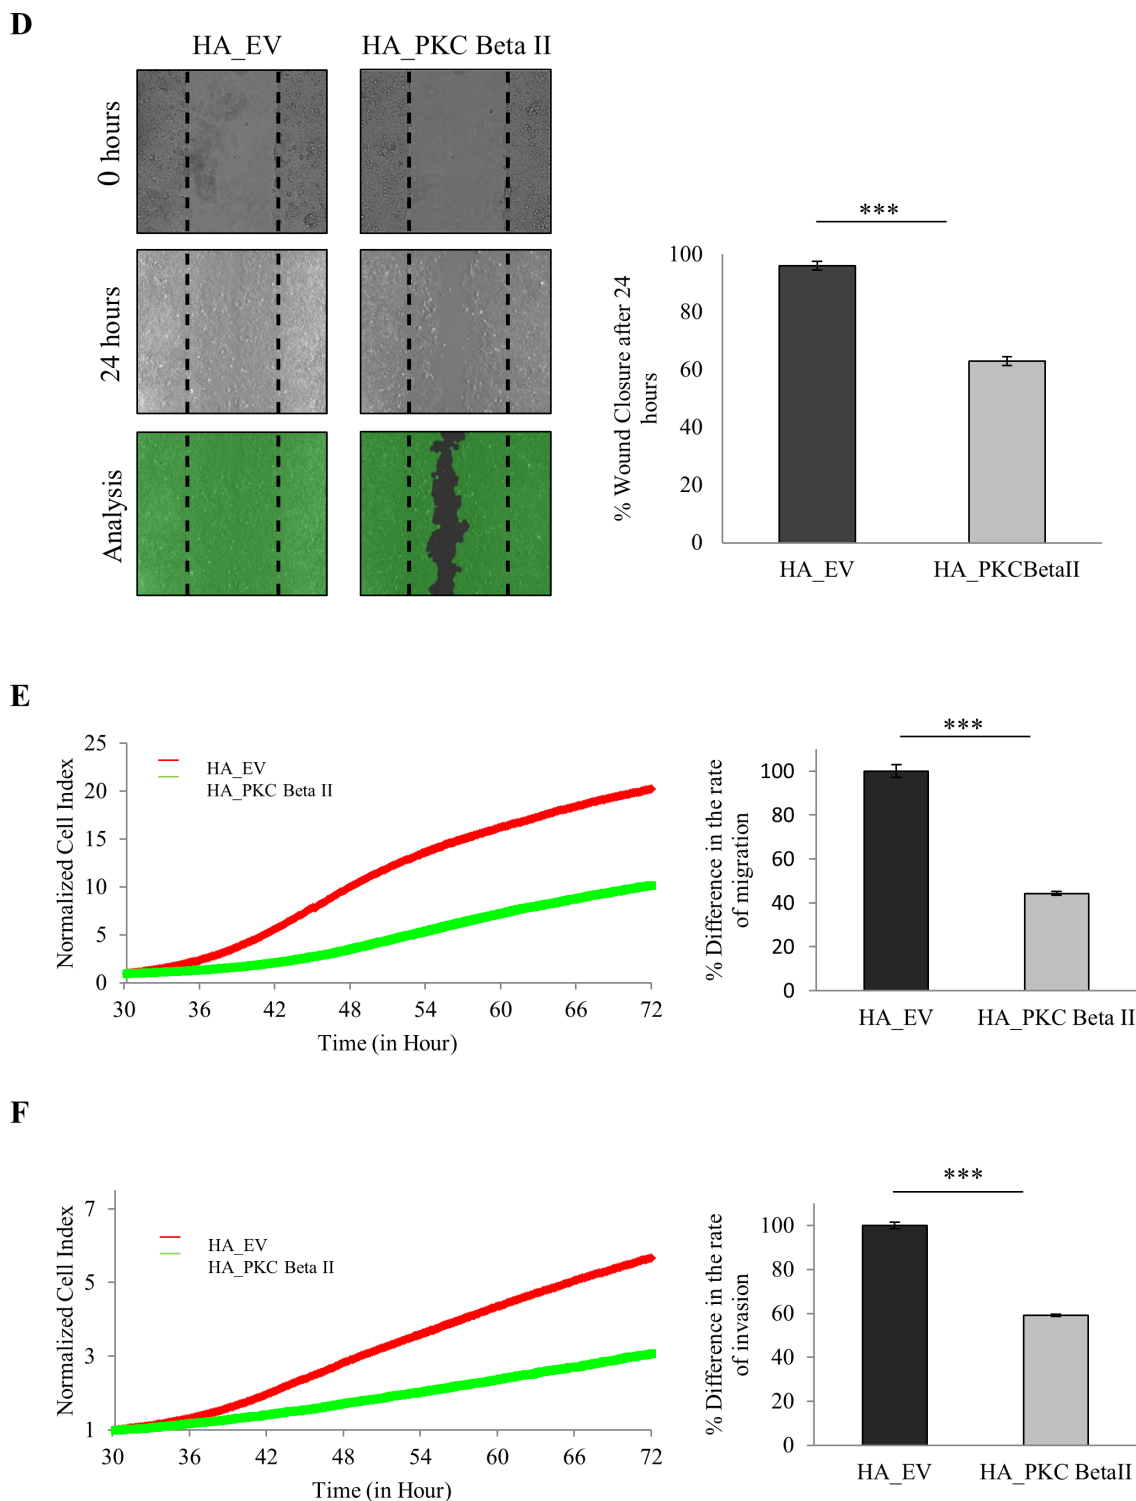 D
HA_EV
HA_PKC Beta II
0 hours
24 hours
Analysis
***
% Wound Closure after 24
hours
100
80
60
40
20
0
HA_EV
HA_PKCBetaII
E
Normalized Cell Index
25
20
15
10
5
0
HA_EV
HA_PKC Beta II
30
36
42
48
54
60
66
72
Time (in Hour)
***
% Difference in the rate
of migration
100
80
60
40
20
0
HA_EV
HA_PKC Beta II
F
Normalized Cell Index
7
5
3
1
HA_EV
HA_PKC Beta II
30
36
42
48
54
60
66
72
Time (in Hour)
***
% Difference in the rate
of invasion
100
80
60
40
20
0
HA_EV
HA_PKC BetaII